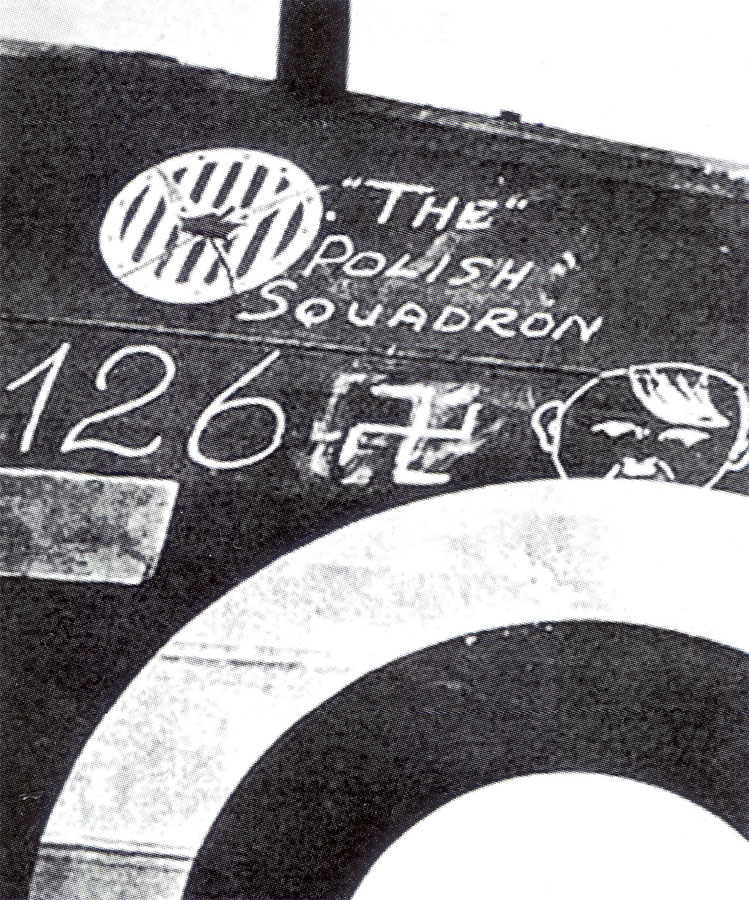 "THE"
POLISH
SQUADRON
126